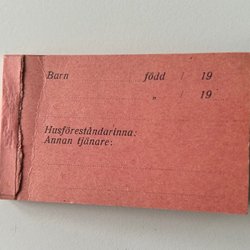 Barn född / 19
„ / 19
Husföreståndarinna:
Annan tjänare: